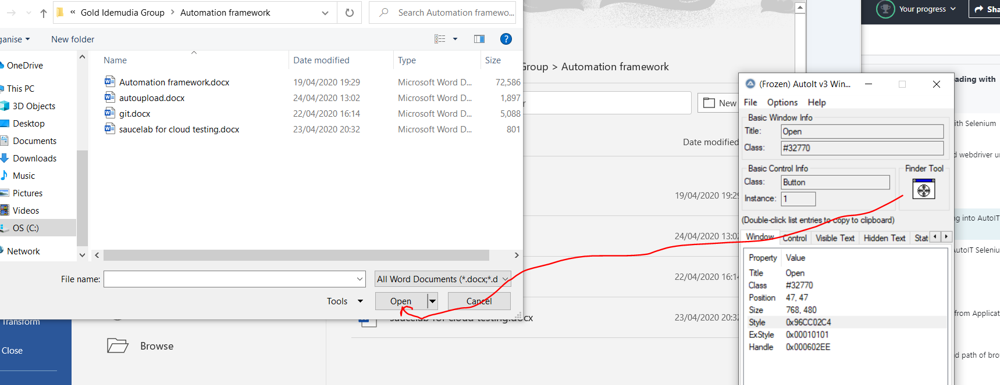 « Gold Idemudia Group > Automation framework
Search Automation framewo...
ganise
New folder
OneDrive
This PC
3D Objects
Desktop
Documents
Downloads
Music
Pictures
Videos
OS (C:)
Network
Name Date modified Type Size
Automation framework.docx 19/04/2020 19:29 Microsoft Word D... 72,586
autoupload.docx 24/04/2020 13:02 Microsoft Word D... 1,897
git.docx 22/04/2020 16:14 Microsoft Word D... 5,088
saucelab for cloud testing.docx 23/04/2020 20:32 Microsoft Word D... 801
File name:
All Word Documents (*.docx;*.d
Tools
Open
Cancel
Transform
Close
Browse
Group > Automation framework
New
Date modified
19/04/2020 19:29
24/04/2020 13:02
22/04/2020 16:14
saucelab for cloud testing.docx
23/04/2020 20:32
Your progress
Sha
(Frozen) AutoIt v3 Win...
File Options Help
Basic Window Info
Title: Open
Class: #32770
Basic Control Info
Class: Button
Instance: 1
Finder Tool
(Double-click list entries to copy to clipboard)
Window Control Visible Text Hidden Text Stat
Property Value
Title Open
Class #32770
Position 47, 47
Size 768, 480
Style 0x96CC02C4
ExStyle 0x00010101
Handle 0x000602EE
ading with
ith Selenium
d webdriver u
g into AutoIT
AutoIT Seleniu
from Applicat
d path of bro